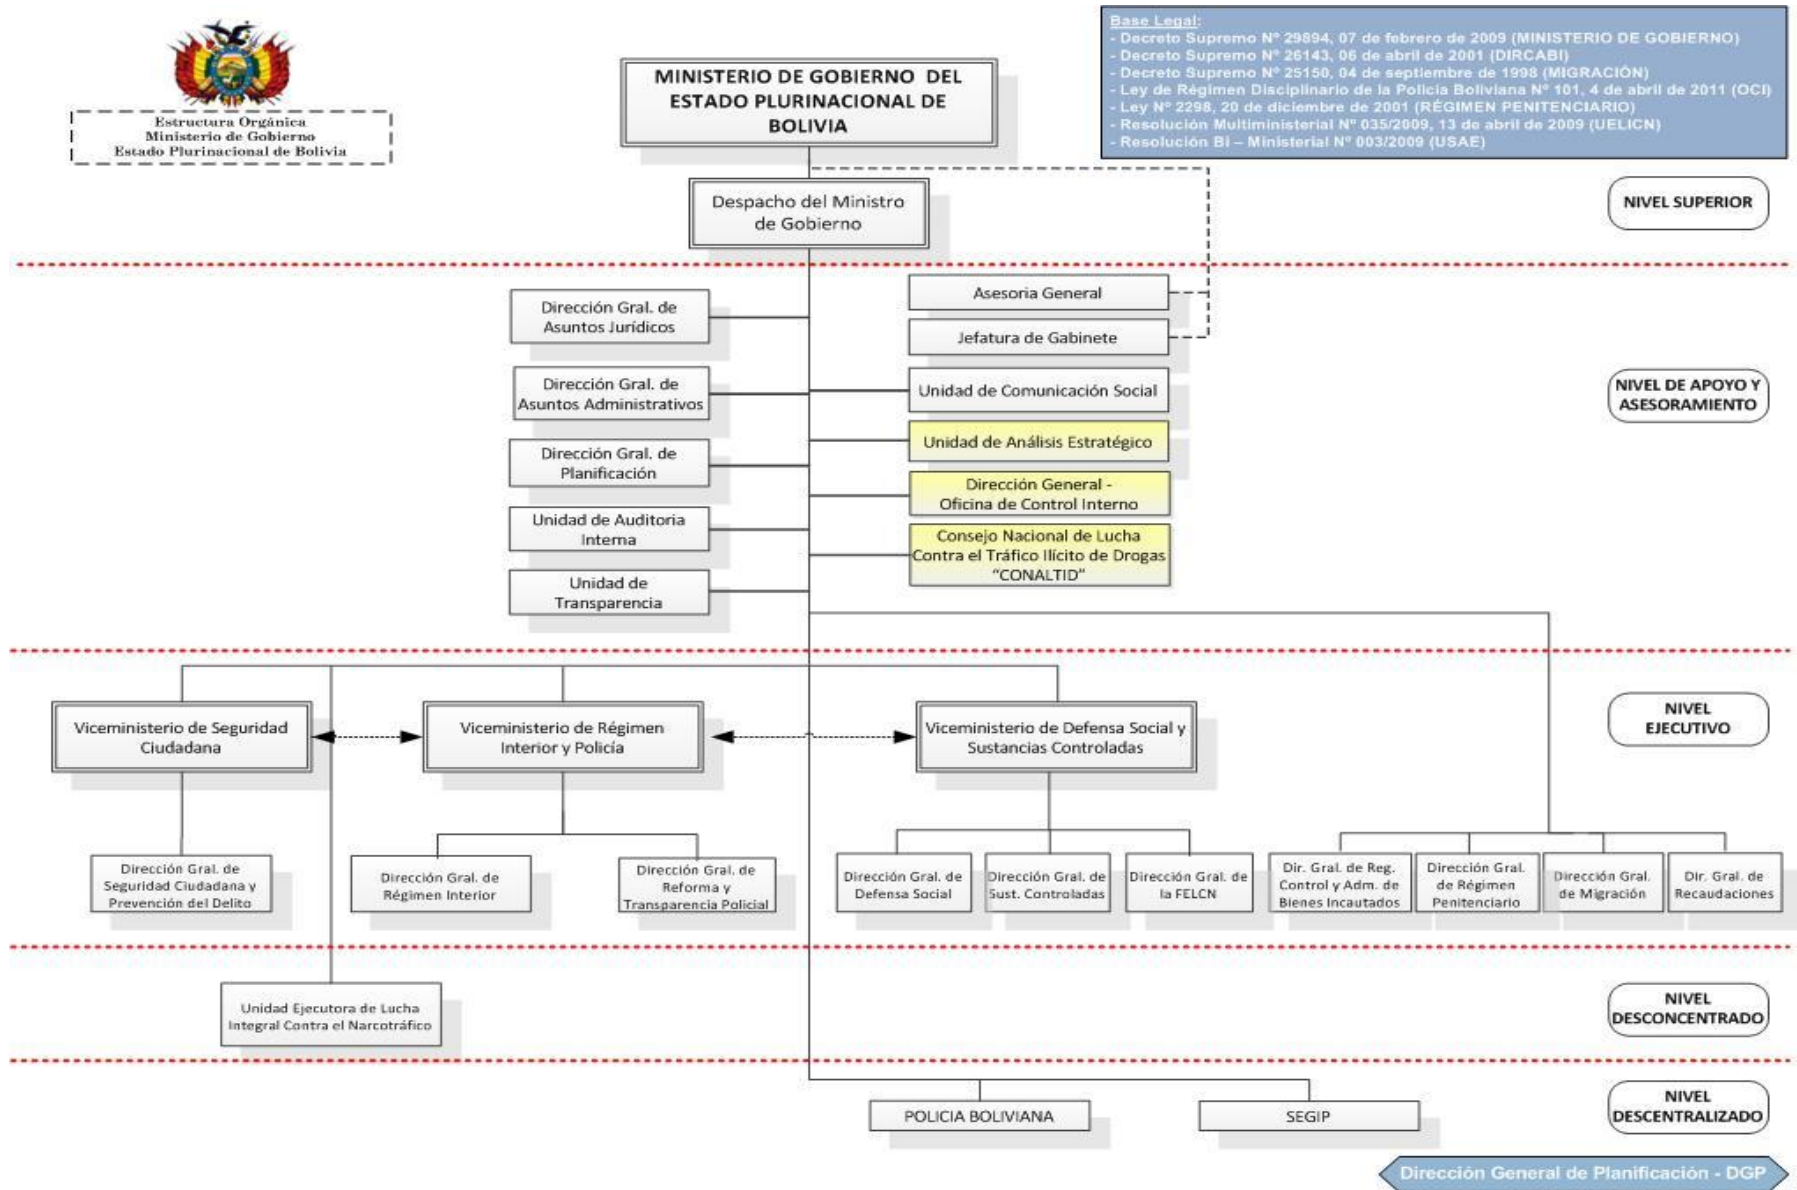 Estructura Orgánica
Ministerio de Gobierno
Estado Plurinacional de Bolivia
MINISTERIO DE GOBIERNO DEL
ESTADO PLURINACIONAL DE
BOLIVIA
Base Legal:
- Decreto Supremo Nº 29894, 07 de febrero de 2009 (MINISTERIO DE GOBIERNO)
- Decreto Supremo Nº 26143, 06 de abril de 2001 (DIRCABI)
- Decreto Supremo Nº 25150, 04 de septiembre de 1998 (MIGRACIÓN)
- Ley de Régimen Disciplinario de la Policia Boliviana Nº 101, 4 de abril de 2011 (OCI)
- Ley Nº 2298, 20 de diciembre de 2001 (RÉGIMEN PENITENCIARIO)
- Resolución Multiministerial Nº 035/2009, 13 de abril de 2009 (UELICN)
- Resolución Bi – Ministerial Nº 003/2009 (USAE)
Despacho del Ministro
de Gobierno
NIVEL SUPERIOR
Dirección Gral. de
Asuntos Jurídicos
Dirección Gral. de
Asuntos Administrativos
Dirección Gral. de
Planificación
Unidad de Auditoria
Interna
Unidad de
Transparencia
Asesoria General
Jefatura de Gabinete
Unidad de Comunicación Social
Unidad de Análisis Estratégico
Dirección General -
Oficina de Control Interno
Consejo Nacional de Lucha
Contra el Tráfico Ilícito de Drogas
“CONALTID”
NIVEL DE APOYO Y
ASESORAMIENTO
Viceministerio de Seguridad
Ciudadana
Viceministerio de Régimen
Interior y Policía
Viceministerio de Defensa Social y
Sustancias Controladas
NIVEL
EJECUTIVO
Dirección Gral. de
Seguridad Ciudadana y
Prevención del Delito
Dirección Gral. de
Régimen Interior
Dirección Gral. de
Reforma y
Transparencia Policial
Dirección Gral. de
Defensa Social
Dirección Gral. de
Sust. Controladas
Dirección Gral. de
la FELCN
Dir. Gral. de Reg.
Control y Adm. de
Bienes Incautados
Dirección Gral.
de Régimen
Penitenciario
Dirección Gral.
de Migración
Dir. Gral. de
Recaudaciones
Unidad Ejecutora de Lucha
Integral Contra el Narcotráfico
NIVEL
DESCONCENTRADO
POLICIA BOLIVIANA
SEGIP
NIVEL
DESCENTRALIZADO
Dirección General de Planificación - DGP